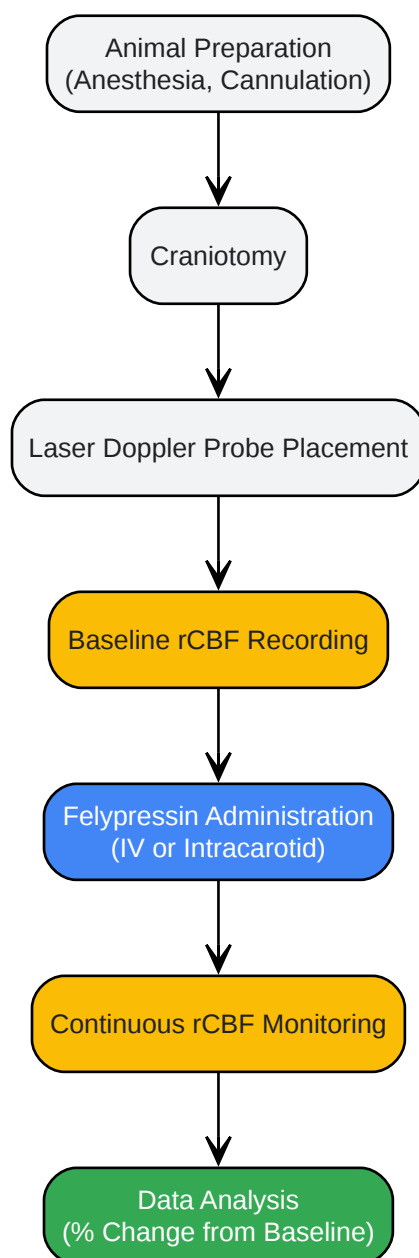 Animal Preparation
(Anesthesia, Cannulation)
Craniotomy
Laser Doppler Probe Placement
Baseline rCBF Recording
Felypressin Administration
(IV or Intracarotid)
Continuous rCBF Monitoring
Data Analysis
(% Change from Baseline)